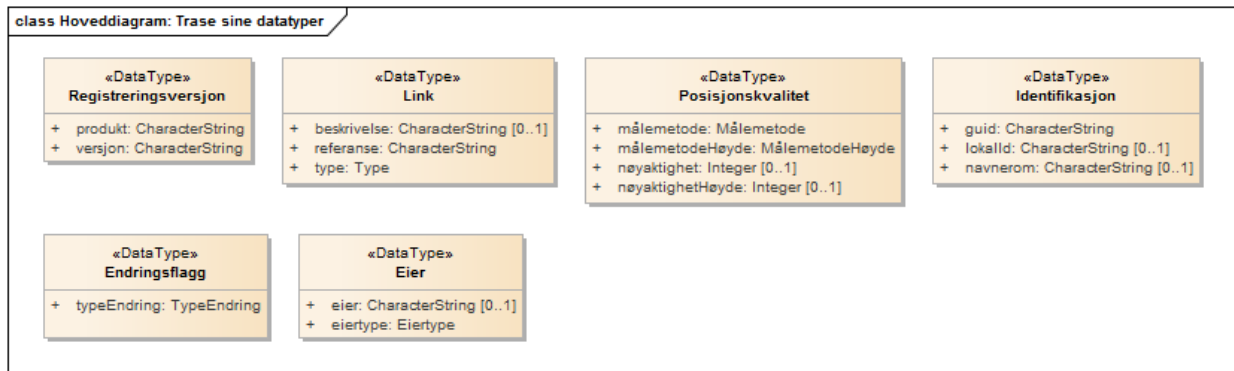 class Hoveddiagram: Trase sine datatyper
«DataType»
Registreringsversjon
+ produkt: CharacterString
+ versjon: CharacterString
«DataType»
Link
+ beskrivelse: CharacterString [0..1]
+ referanse: CharacterString
+ type: Type
«DataType»
Posisjonskvalitet
+ målemetode: Målemetode
+ målemetodeHøyde: MålemetodeHøyde
+ nøyaktighet: Integer [0..1]
+ nøyaktighetHøyde: Integer [0..1]
«DataType»
Identifikasjon
+ guid: CharacterString
+ lokalId: CharacterString [0..1]
+ navnerom: CharacterString [0..1]
«DataType»
Endringsflagg
+ typeEndring: TypeEndring
«DataType»
Eier
+ eier: CharacterString [0..1]
+ eiertype: Eiertype